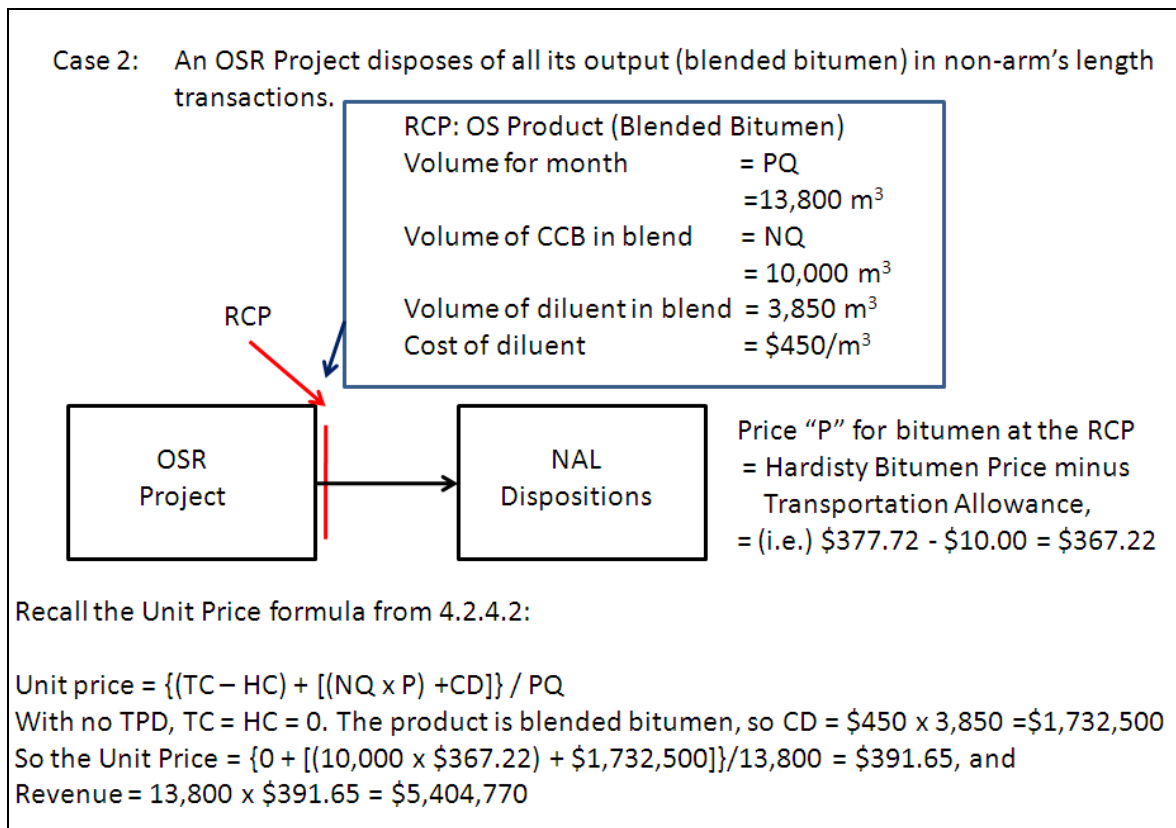 Case 2: An OSR Project disposes of all its output (blended bitumen) in non-arm's length
transactions.
RCP: OS Product (Blended Bitumen)
Volume for month = PQ
=13,800 m³
Volume of CCB in blend = NQ
= 10,000 m³
Volume of diluent in blend = 3,850 m³
Cost of diluent = $450/m³
RCP
OSR
Project
NAL
Dispositions
Price "P" for bitumen at the RCP
= Hardisty Bitumen Price minus
Transportation Allowance,
= (i.e.) $377.72 - $10.00 = $367.22
Recall the Unit Price formula from 4.2.4.2:
Unit price = {(TC – HC) + [(NQ x P) +CD]} / PQ
With no TPD, TC = HC = 0. The product is blended bitumen, so CD = $450 x 3,850 =$1,732,500
So the Unit Price = {0 + [(10,000 x $367.22) + $1,732,500]}/13,800 = $391.65, and
Revenue = 13,800 x $391.65 = $5,404,770